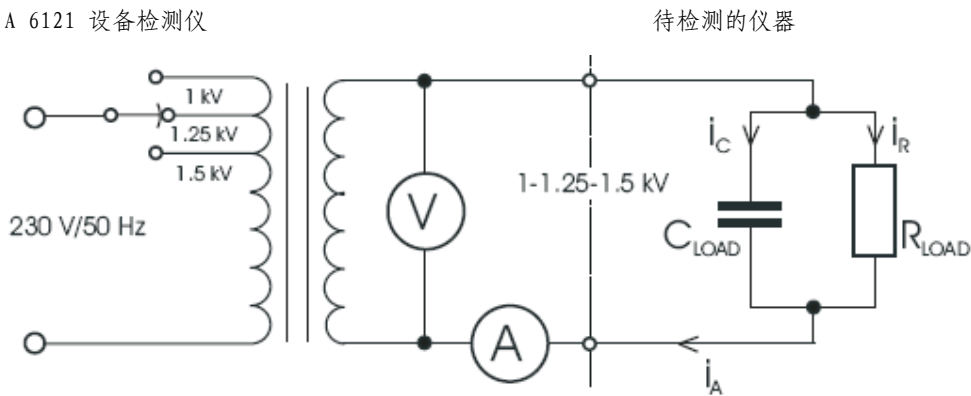 A 6121 设备检测仪
待检测的仪器
1 kV
1.25 kV
1.5 kV
230 V/50 Hz
V
A
1-1.25-1.5 kV
iC
iR
CLOAD
RLOAD
iA